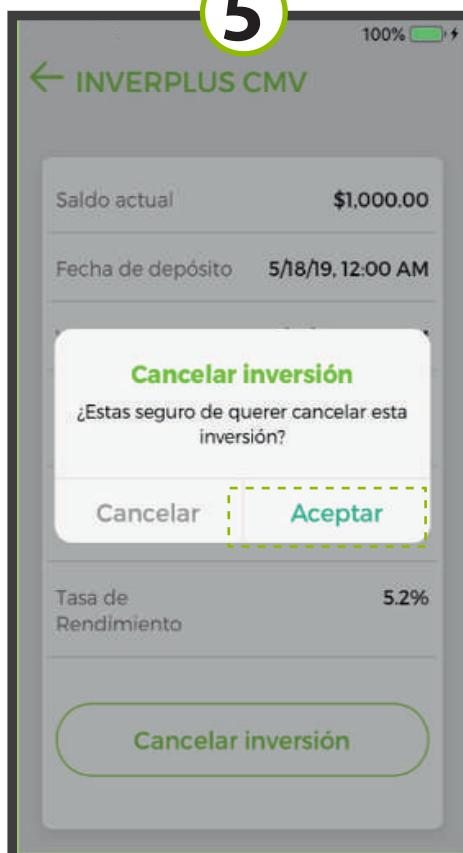 5
100%
INVERPLUS CMV
Saldo actual $1,000.00
Fecha de depósito 5/18/19, 12:00 AM
Cancelar inversión
¿Estas seguro de querer cancelar esta
inversión?
Cancelar Aceptar
Tasa de 5.2%
Rendimiento
Cancelar inversión